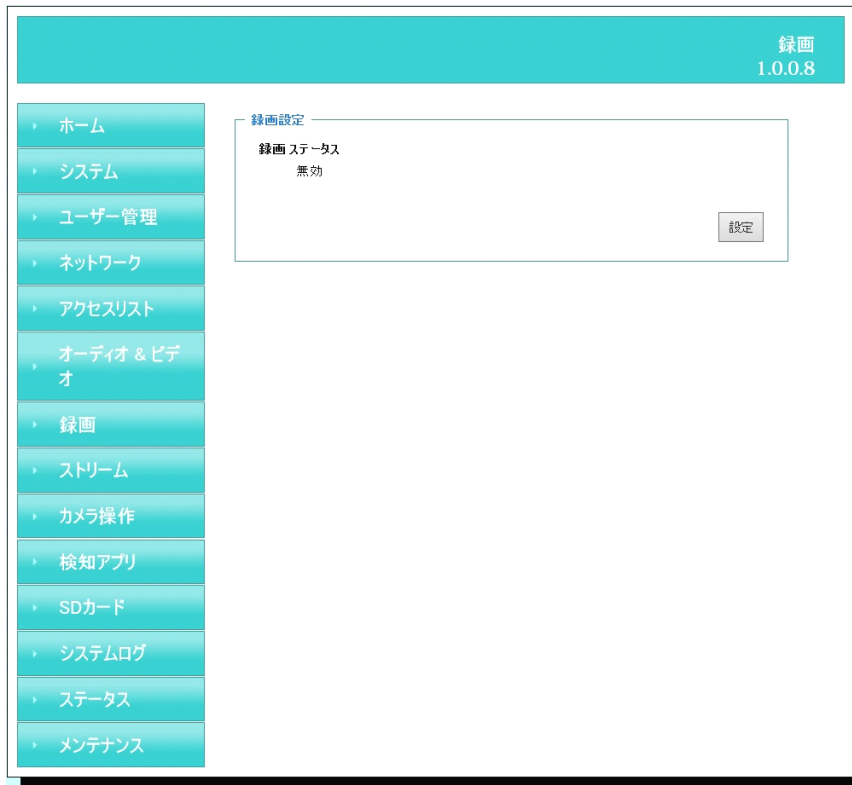 録画
1.0.0.8
ホーム
システム
ユーザー管理
ネットワーク
アクセスリスト
オーディオ & ビデ
オ
録画
ストリーム
カメラ操作
検知アプリ
SDカード
システムログ
ステータス
メンテナンス
録画設定
録画 ステータス
無効
設定